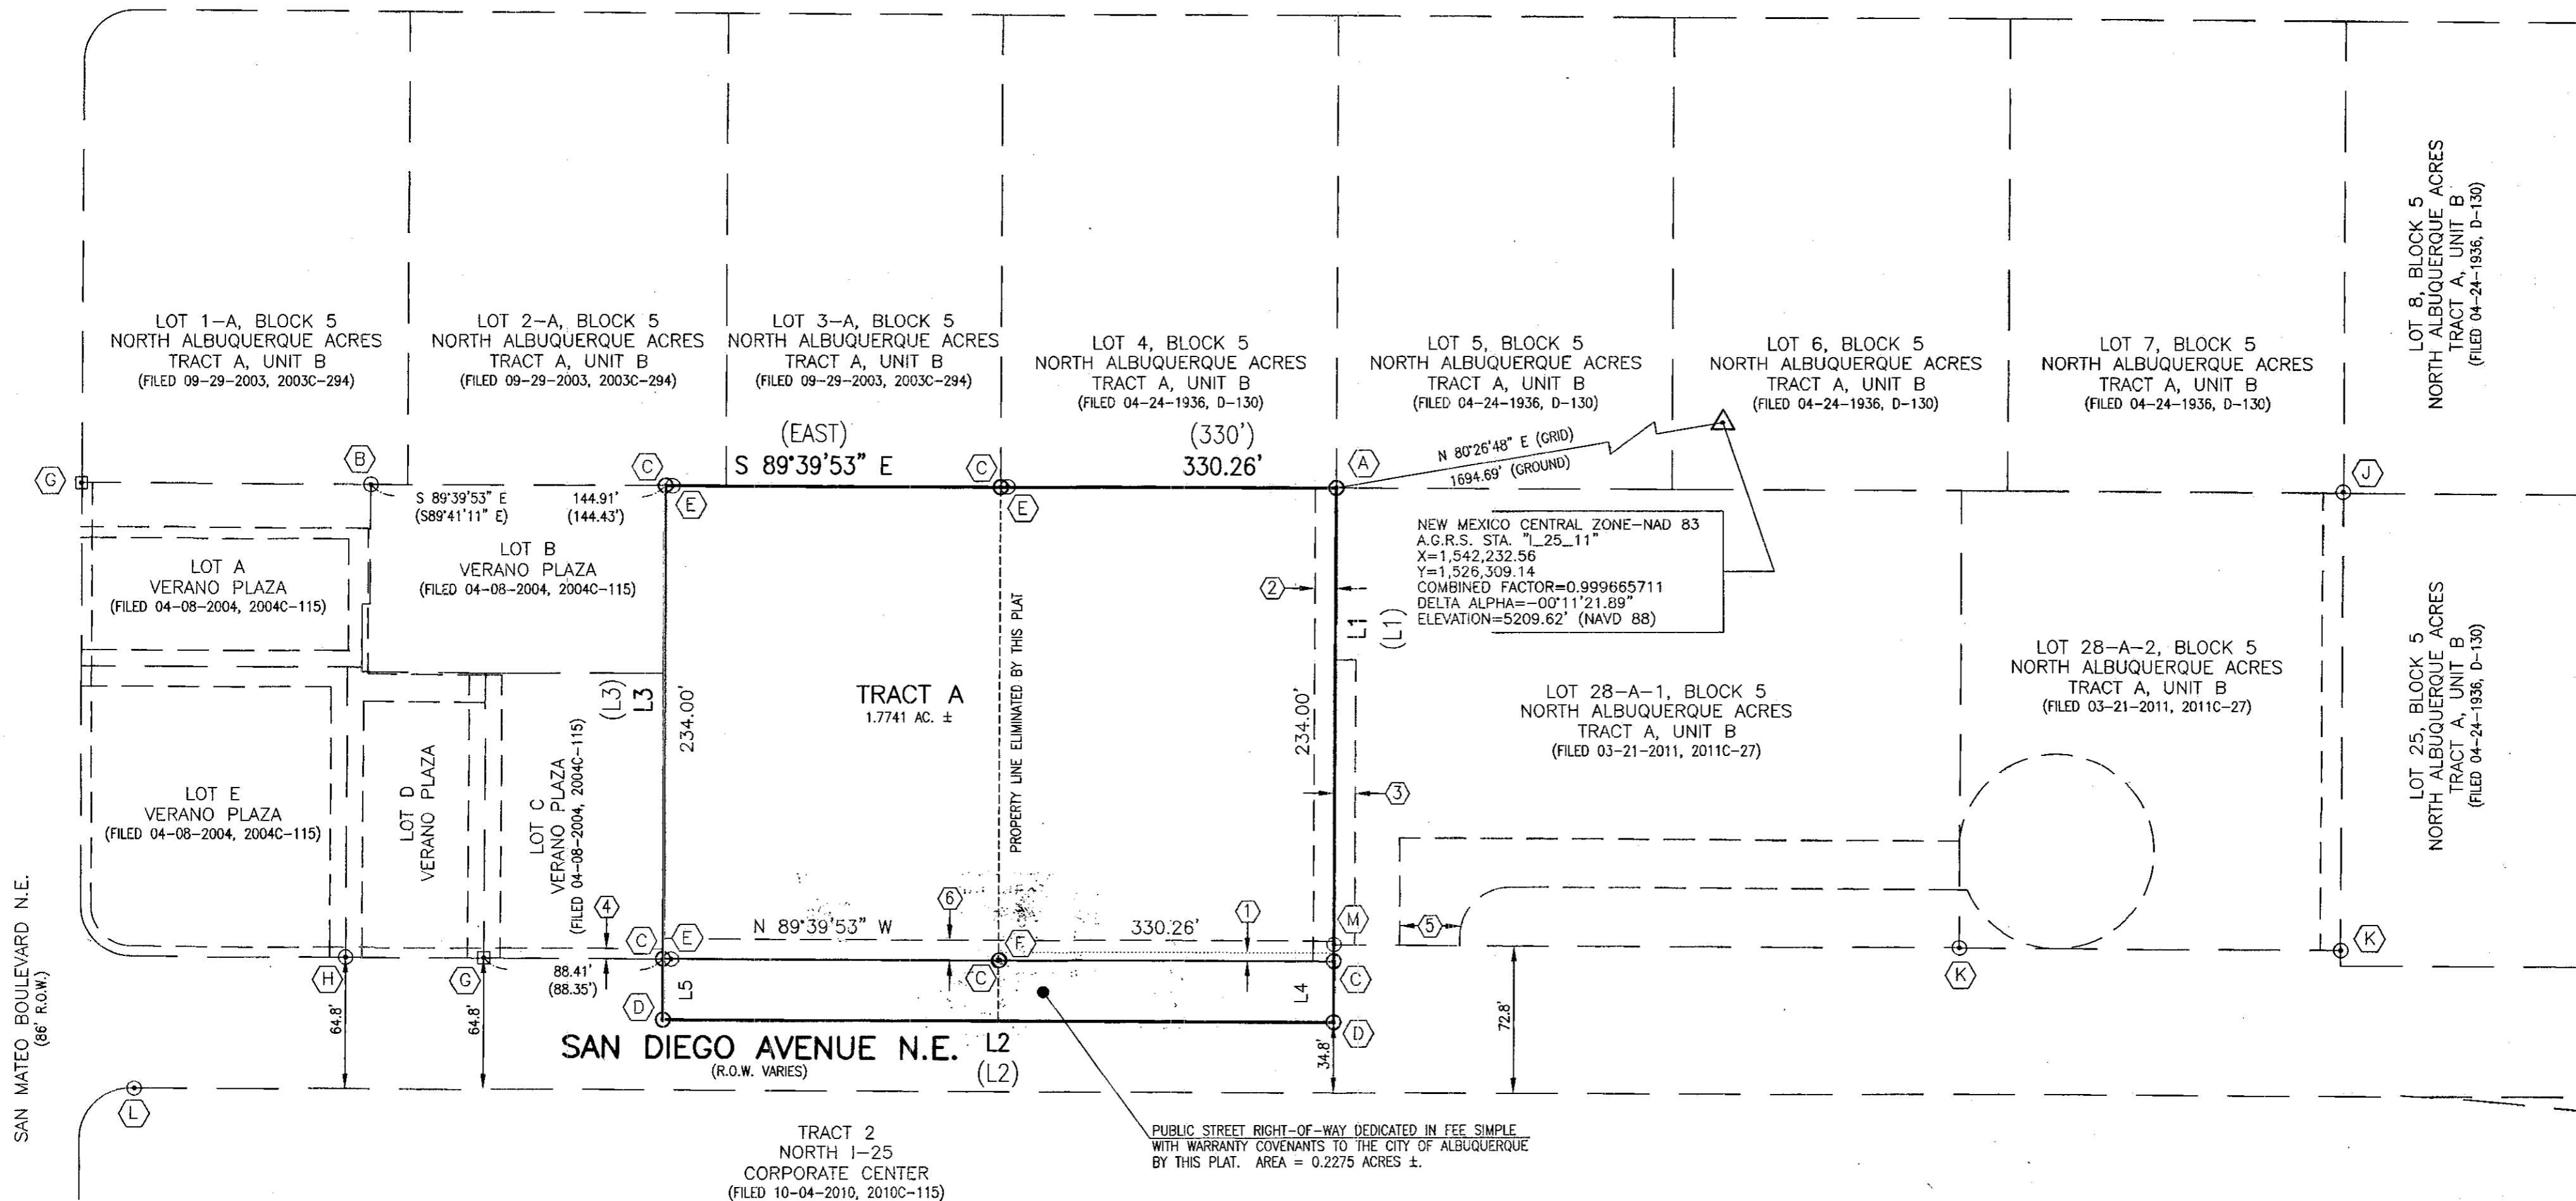 LOT 1-A, BLOCK 5
NORTH ALBUQUERQUE ACRES
TRACT A, UNIT B
(FILED 09-29-2003, 2003C-294)
LOT 2-A, BLOCK 5
NORTH ALBUQUERQUE ACRES
TRACT A, UNIT B
(FILED 09-29-2003, 2003C-294)
LOT 3-A, BLOCK 5
NORTH ALBUQUERQUE ACRES
TRACT A, UNIT B
(FILED 09-29-2003, 2003C-294)
LOT 4, BLOCK 5
NORTH ALBUQUERQUE ACRES
TRACT A, UNIT B
(FILED 04-24-1936, D-130)
LOT 5, BLOCK 5
NORTH ALBUQUERQUE ACRES
TRACT A, UNIT B
(FILED 04-24-1936, D-130)
LOT 6, BLOCK 5
NORTH ALBUQUERQUE ACRES
TRACT A, UNIT B
(FILED 04-24-1936, D-130)
LOT 7, BLOCK 5
NORTH ALBUQUERQUE ACRES
TRACT A, UNIT B
(FILED 04-24-1936, D-130)
LOT 8, BLOCK 5
NORTH ALBUQUERQUE ACRES
TRACT A, UNIT B
(FILED 04-24-1936, D-130)
(EAST)
(330')
S 89°39'53" E
330.26'
G
B
C
E
C
E
A
J
N 80°26'48" E (GRID)
1694.69' (GROUND)
S 89°39'53" E
(S89°41'11" E)
144.91'
(144.43')
NEW MEXICO CENTRAL ZONE-NAD 83
A.G.R.S. STA. "I_25_11"
X=1,542,232.56
Y=1,526,309.14
COMBINED FACTOR=0.999665711
DELTA ALPHA=-00°11'21.89"
ELEVATION=5209.62' (NAVD 88)
LOT A
VERANO PLAZA
(FILED 04-08-2004, 2004C-115)
LOT B
VERANO PLAZA
(FILED 04-08-2004, 2004C-115)
2
L1
(L1)
PROPERTY LINE ELIMINATED BY THIS PLAT
(L3)
L3
234.00'
TRACT A
1.7741 AC. ±
234.00'
3
LOT 28-A-1, BLOCK 5
NORTH ALBUQUERQUE ACRES
TRACT A, UNIT B
(FILED 03-21-2011, 2011C-27)
LOT 28-A-2, BLOCK 5
NORTH ALBUQUERQUE ACRES
TRACT A, UNIT B
(FILED 03-21-2011, 2011C-27)
LOT 25, BLOCK 5
NORTH ALBUQUERQUE ACRES
TRACT A, UNIT B
(FILED 04-24-1936, D-130)
LOT E
VERANO PLAZA
(FILED 04-08-2004, 2004C-115)
LOT D
VERANO PLAZA
LOT C
VERANO PLAZA
(FILED 04-08-2004, 2004C-115)
4
C
E
N 89°39'53" W
6
F
330.26'
1
M
5
H
G
88.41'
(88.35')
C
C
K
K
D
L5
L4
D
64.8'
64.8'
34.8'
72.8'
SAN MATEO BOULEVARD N.E.
(86' R.O.W.)
SAN DIEGO AVENUE N.E.
(R.O.W. VARIES)
L2
(L2)
L
PUBLIC STREET RIGHT-OF-WAY DEDICATED IN FEE SIMPLE
WITH WARRANTY COVENANTS TO THE CITY OF ALBUQUERQUE
BY THIS PLAT. AREA = 0.2275 ACRES ±.
TRACT 2
NORTH I-25
CORPORATE CENTER
(FILED 10-04-2010, 2010C-115)